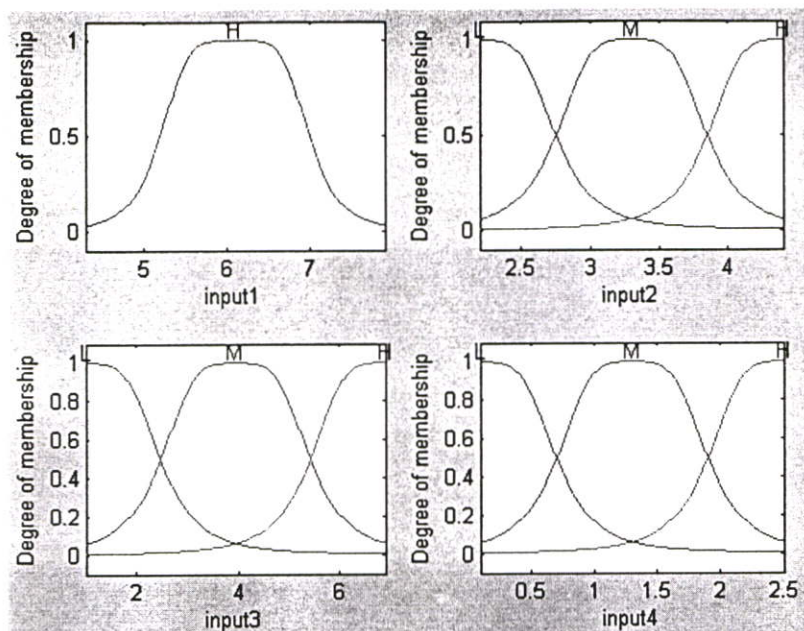 H
Degree of membership
1
0.5
0
5 6 7
input1
L M H
Degree of membership
1
0.5
0
2.5 3 3.5 4
input2
L M H
Degree of membership
1
0.8
0.6
0.4
0.2
0
2 4 6
input3
L M H
Degree of membership
1
0.8
0.6
0.4
0.2
0
0.5 1 1.5 2 2.5
input4